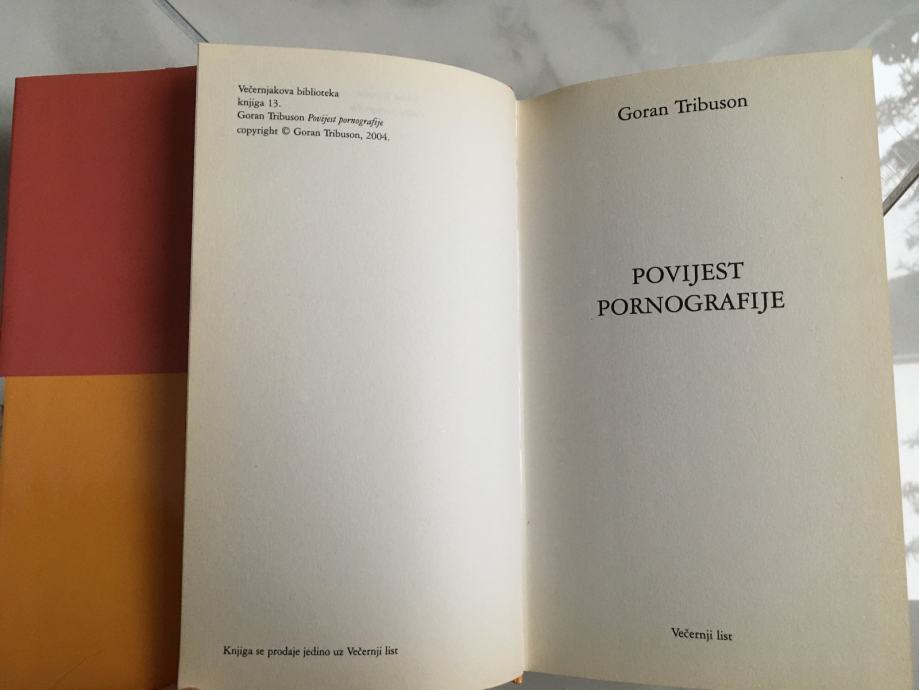 Večernjakova biblioteka
knjiga 13.
Goran Tribuson Povijest pornografije
copyright © Goran Tribuson, 2004.
Knjiga se prodaje jedino uz Večernji list
Goran Tribuson
POVIJEST
PORNOGRAFIJE
Večernji list